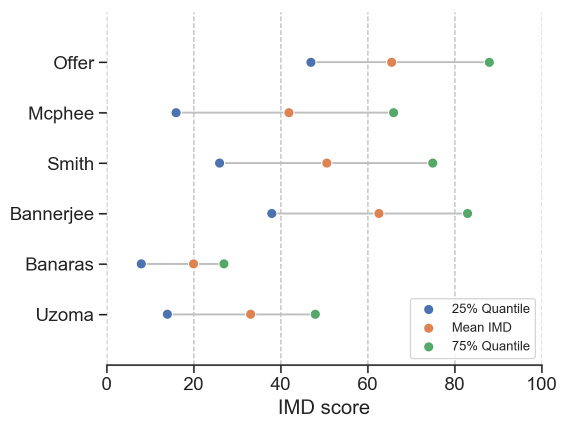 Offer
Mcphee
Smith
Bannerjee
Banaras
Uzoma
25% Quantile
Mean IMD
75% Quantile
0 20 40 60 80 100
IMD score